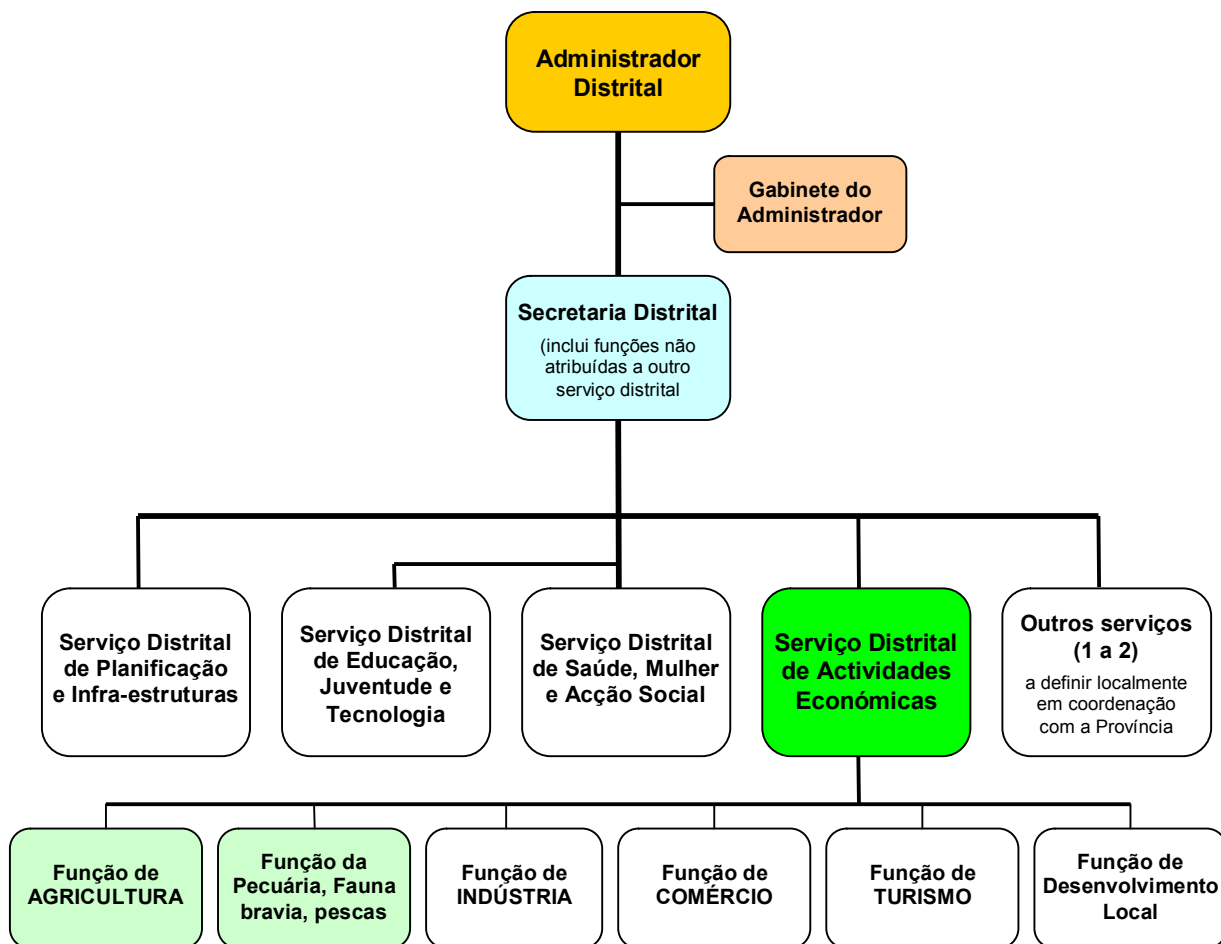 Administrador
Distrital
Gabinete do
Administrador
Secretaria Distrital
(inclui funções não
atribuídas a outro
serviço distrital
Serviço Distrital
de Planificação
e Infra-estruturas
Serviço Distrital
de Educação,
Juventude e
Tecnologia
Serviço Distrital
de Saúde, Mulher
e Acção Social
Serviço Distrital
de Actividades
Económicas
Outros serviços
(1 a 2)
a definir localmente
em coordenação
com a Província
Função de
AGRICULTURA
Função da
Pecuária, Fauna
bravia, pescas
Função de
INDÚSTRIA
Função de
COMÉRCIO
Função de
TURISMO
Função de
Desenvolvimento
Local